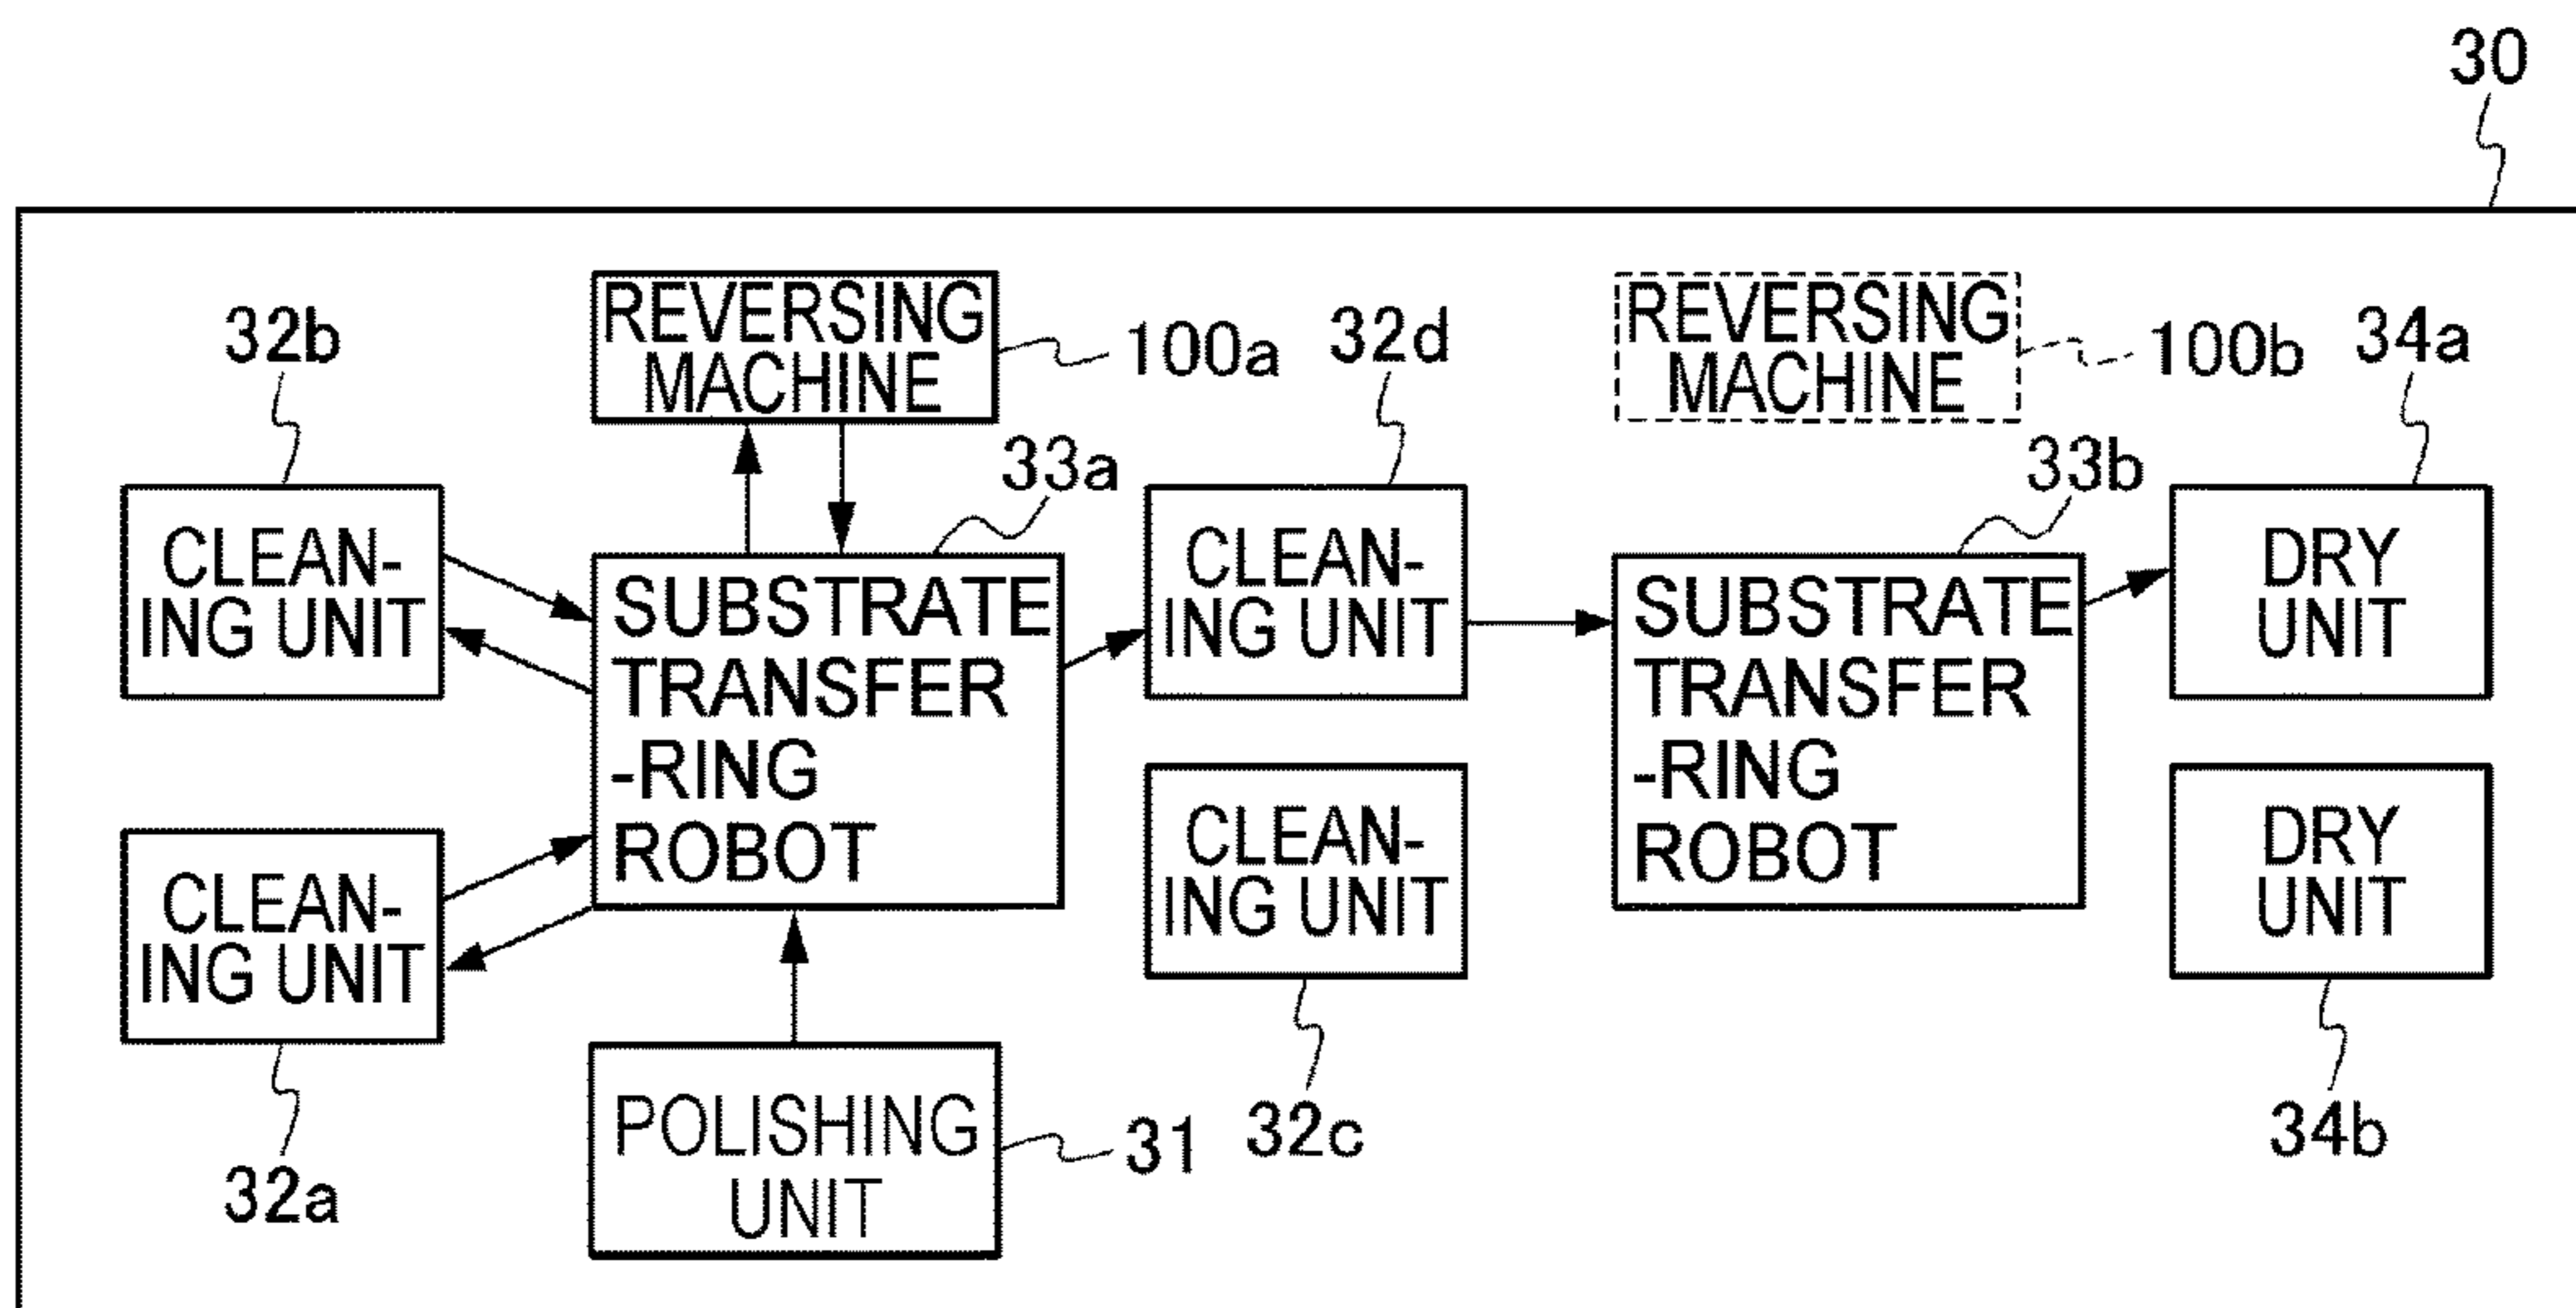 30
REVERSING
MACHINE
100a
32b
32d
REVERSING
MACHINE
100b
34a
33a
33b
CLEAN-
ING UNIT
SUBSTRATE
TRANSFER
-RING
ROBOT
CLEAN-
ING UNIT
SUBSTRATE
TRANSFER
-RING
ROBOT
DRY
UNIT
CLEAN-
ING UNIT
32a
CLEAN-
ING UNIT
32c
DRY
UNIT
34b
POLISHING
UNIT
31